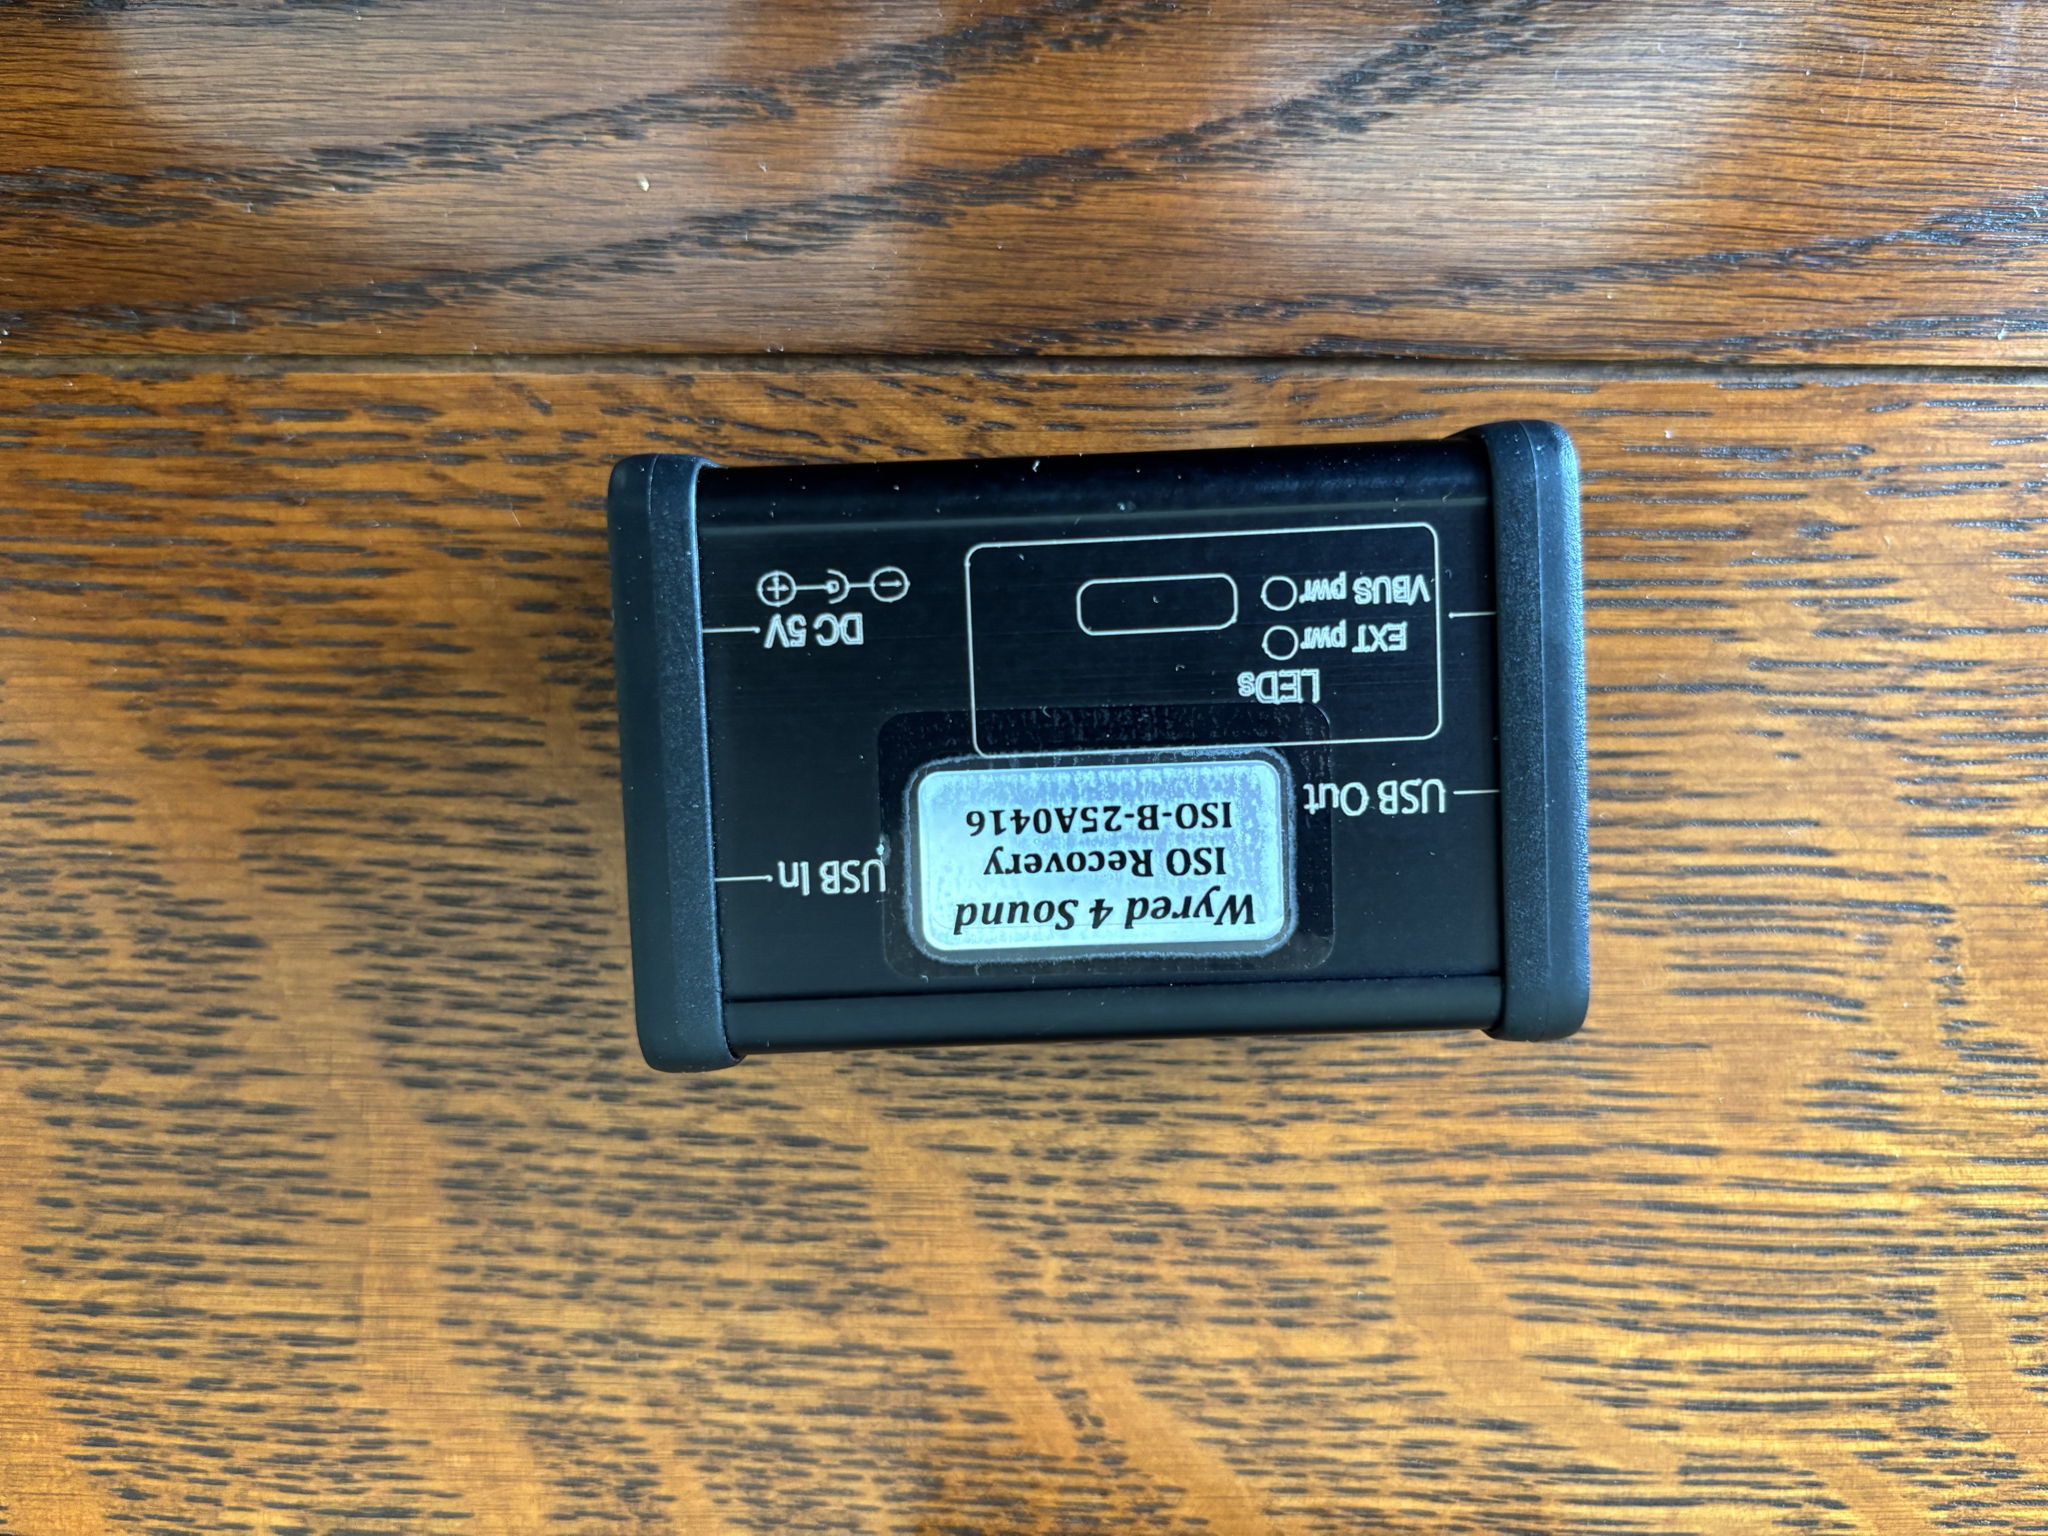 Wyred 4 Sound
ISO Recovery
ISO-B-25A0416
USB In
USB Out
LEDs
EXT pwr
VBUS pwr
DC 5V